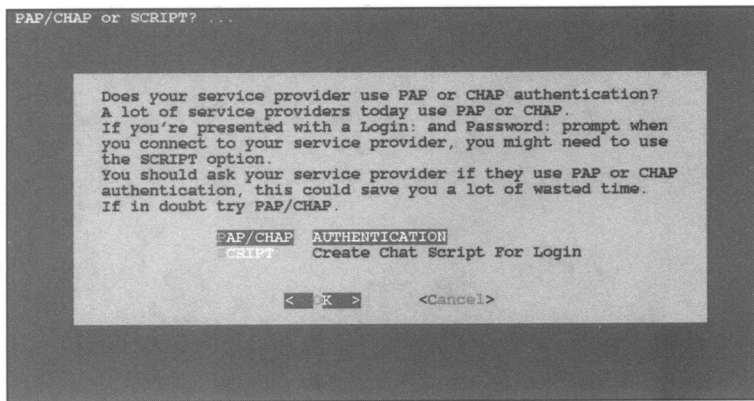 PAP/CHAP or SCRIPT? ...
Does your service provider use PAP or CHAP authentication?
A lot of service providers today use PAP or CHAP.
If you're presented with a Login: and Password: prompt when
you connect to your service provider, you might need to use
the SCRIPT option.
You should ask your service provider if they use PAP or CHAP
authentication, this could save you a lot of wasted time.
If in doubt try PAP/CHAP.
PAP/CHAP AUTHENTICATION
SCRIPT Create Chat Script For Login
< OK > <Cancel>